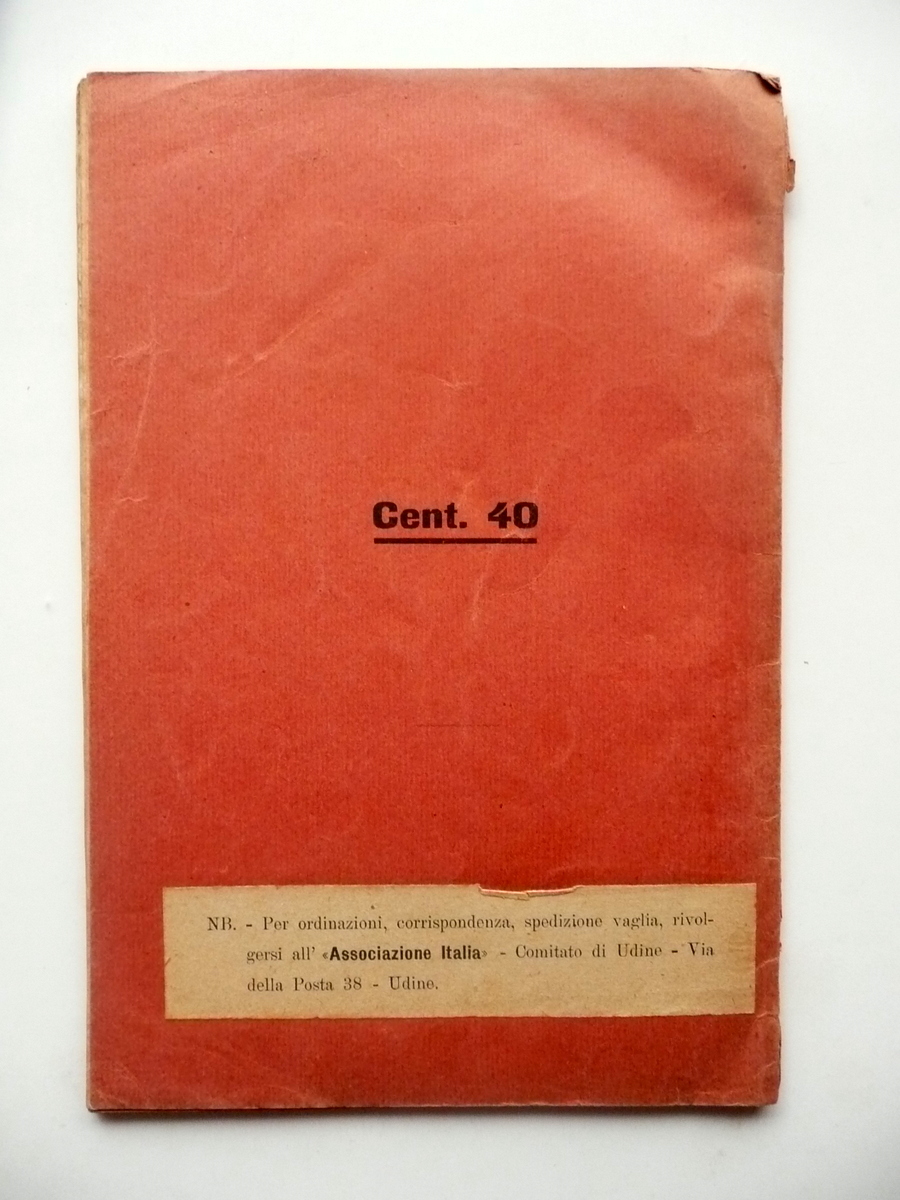 Cent. 40
NB. - Per ordinazioni, corrispondenza, spedizione vaglia, rivol-
gersi all' «Associazione Italia» - Comitato di Udine - Via
della Posta 38 - Udine.